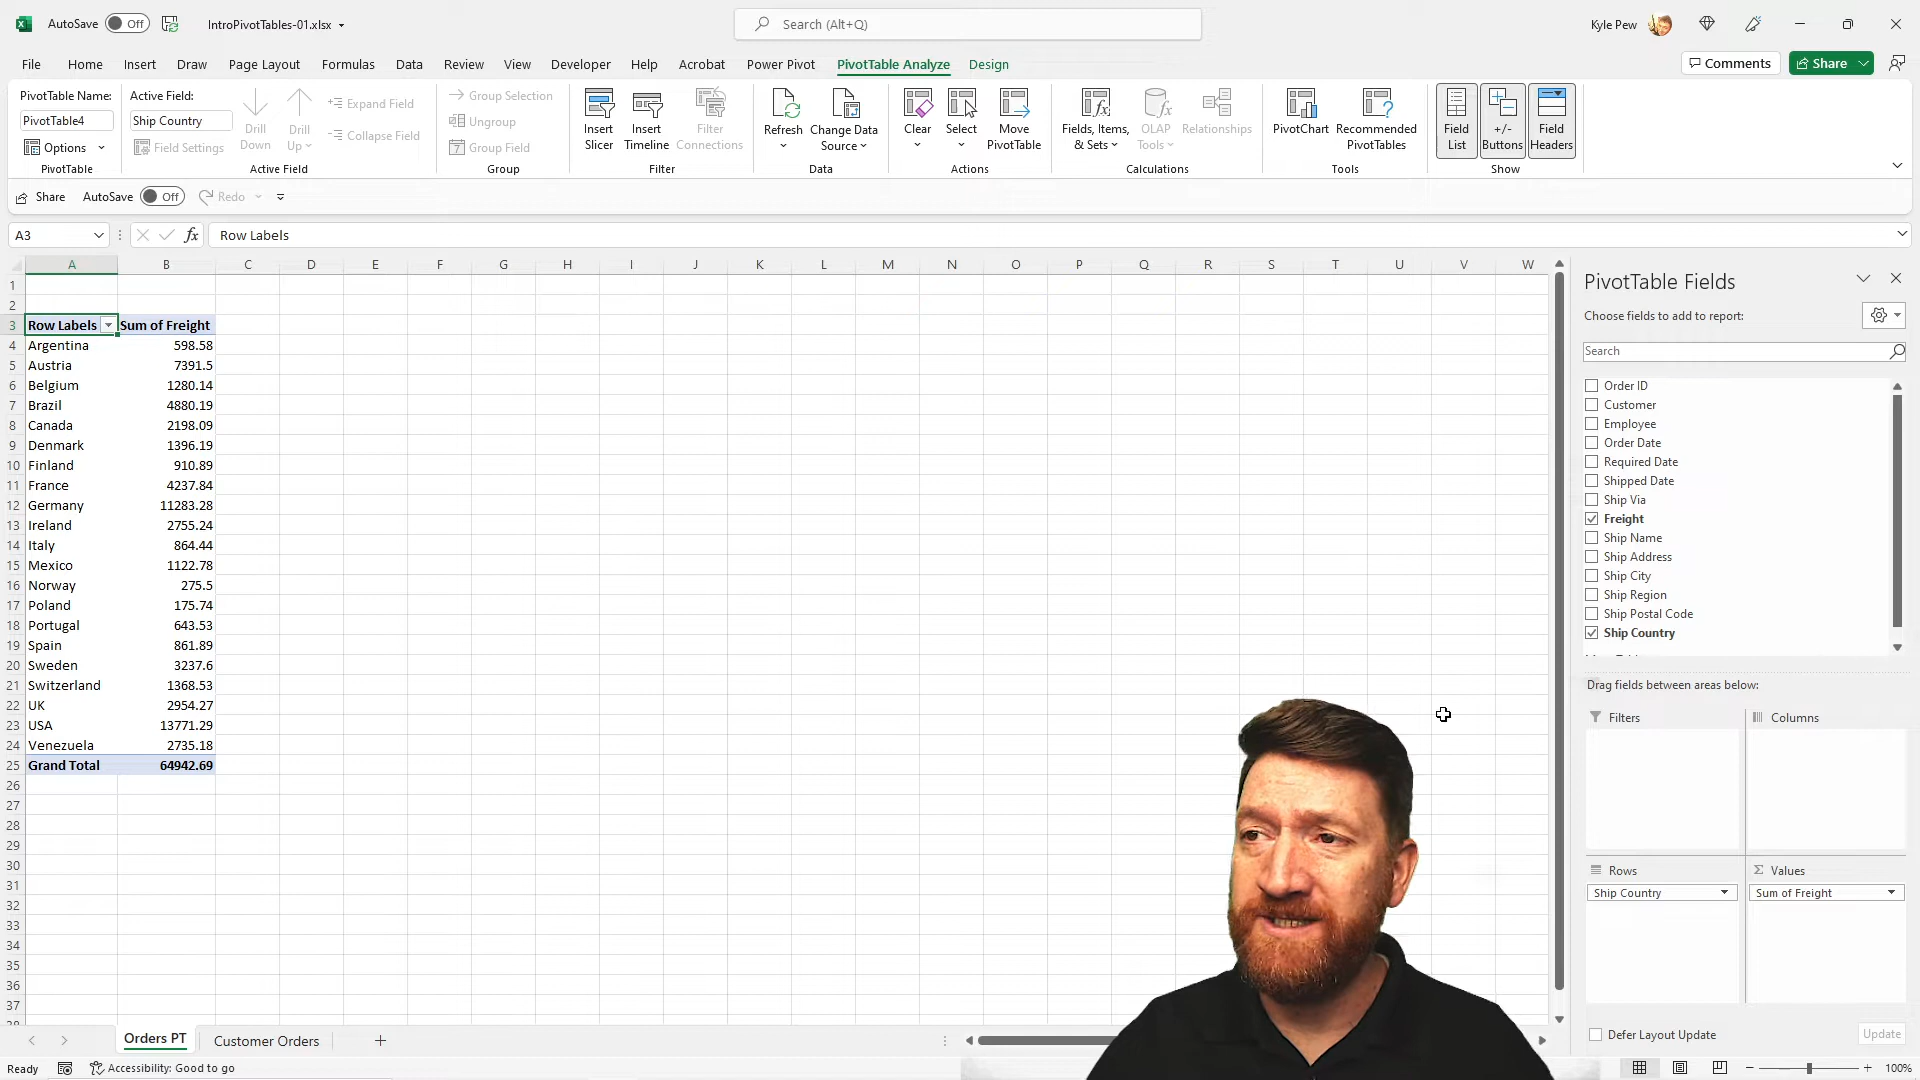 AutoSave Off IntroPivotTables-01.xlsx Search (Alt+Q) Kyle Pew
File Home Insert Draw Page Layout Formulas Data Review View Developer Help Acrobat Power Pivot PivotTable Analyze Design Comments Share
PivotTable Name:
PivotTable4
Options
PivotTable
Active Field:
Ship Country
Field Settings
Drill Down
Drill Up
Expand Field
Collapse Field
Active Field
Group Selection
Ungroup
Group Field
Group
Insert Slicer
Insert Timeline
Filter Connections
Filter
Refresh
Change Data Source
Data
Clear
Select
Move PivotTable
Actions
Fields, Items, & Sets
OLAP Tools
Relationships
Calculations
PivotChart
Recommended PivotTables
Tools
Field List
+/- Buttons
Field Headers
Show
Share AutoSave Off Redo
A3 fx Row Labels
A B C D E F G H I J K L M N O P Q R S T U V W
1
2
3 Row Labels Sum of Freight
4 Argentina 598.58
5 Austria 7391.5
6 Belgium 1280.14
7 Brazil 4880.19
8 Canada 2198.09
9 Denmark 1396.19
10 Finland 910.89
11 France 4237.84
12 Germany 11283.28
13 Ireland 2755.24
14 Italy 864.44
15 Mexico 1122.78
16 Norway 275.5
17 Poland 175.74
18 Portugal 643.53
19 Spain 861.89
20 Sweden 3237.6
21 Switzerland 1368.53
22 UK 2954.27
23 USA 13771.29
24 Venezuela 2735.18
25 Grand Total 64942.69
26
27
28
29
30
31
32
33
34
35
36
37
PivotTable Fields
Choose fields to add to report:
Search
Order ID
Customer
Employee
Order Date
Required Date
Shipped Date
Ship Via
Freight
Ship Name
Ship Address
Ship City
Ship Region
Ship Postal Code
Ship Country
Drag fields between areas below:
Filters Columns
Rows Σ Values
Ship Country Sum of Freight
Defer Layout Update Update
Orders PT Customer Orders
Ready Accessibility: Good to go 100%